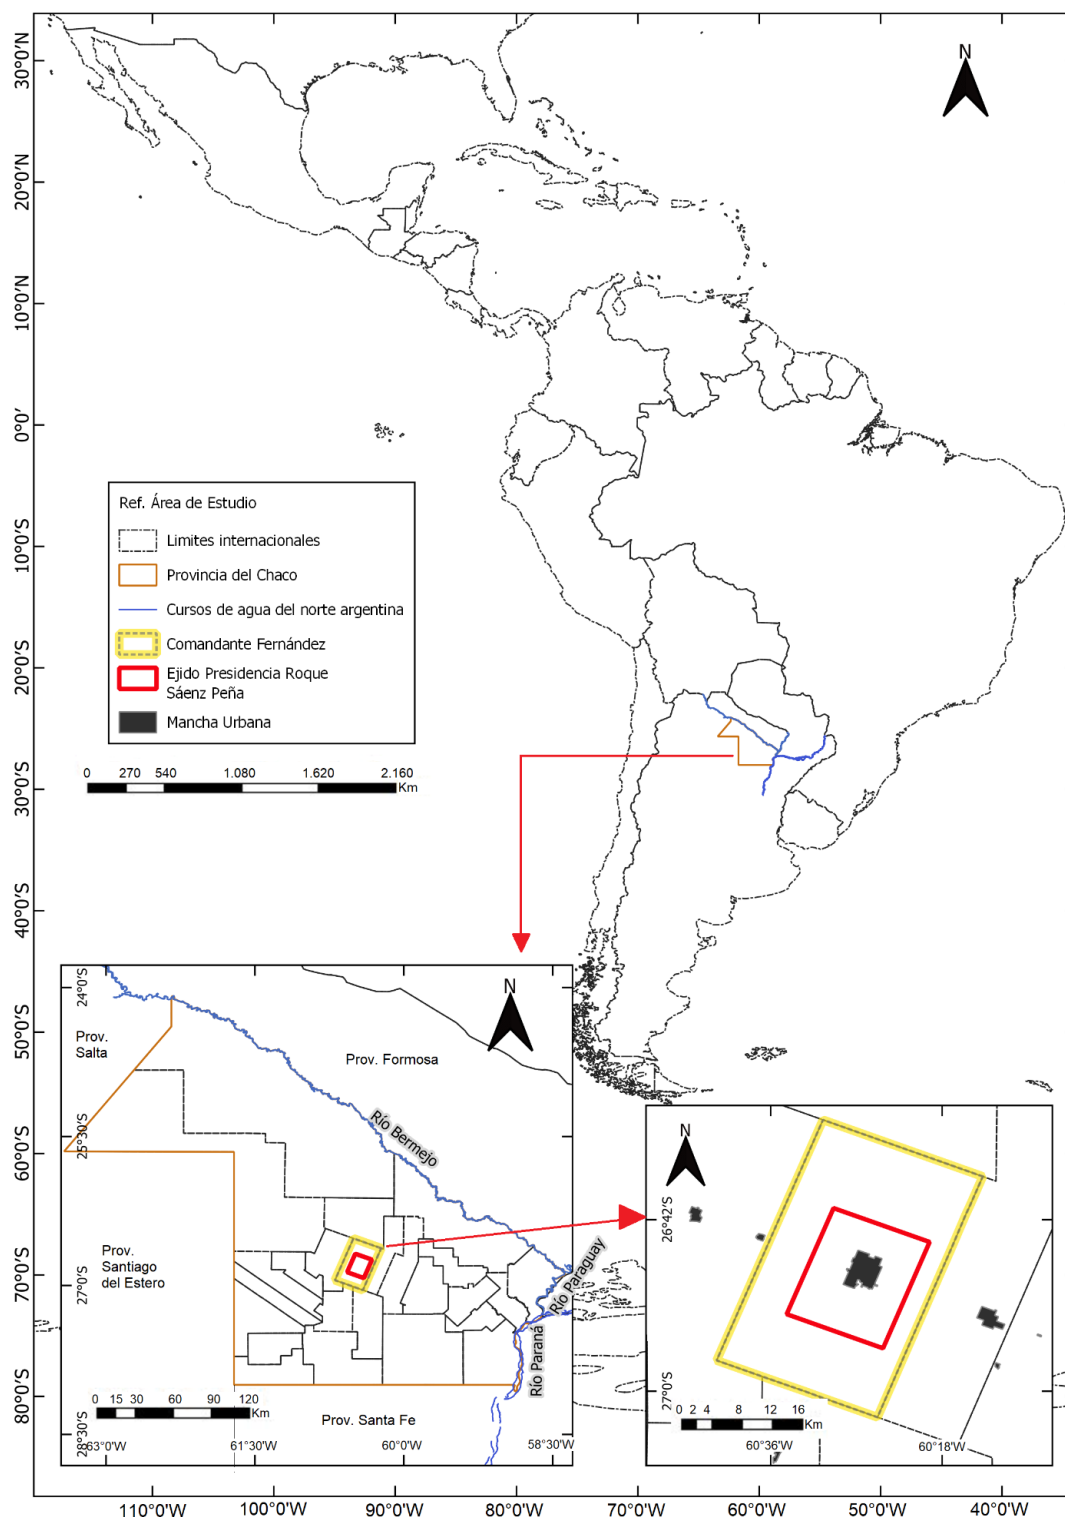 N
30°0'N
20°0'N
10°0'N
0°0'
10°0'S
20°0'S
30°0'S
40°0'S
50°0'S
60°0'S
70°0'S
80°0'S
Ref. Área de Estudio
Limites internacionales
Provincia del Chaco
Cursos de agua del norte argentina
Comandante Fernández
Ejido Presidencia Roque
Sáenz Peña
Mancha Urbana
0 270 540 1.080 1.620 2.160
Km
N
24°0'S
25°30'S
27°0'S
28°30'S
Prov.
Salta
Prov. Formosa
Río Bermejo
Prov.
Santiago
del Estero
Río Paraguay
Río Paraná
Prov. Santa Fe
0 15 30 60 90 120
Km
63°0'W 61°30'W 60°0'W 58°30'W
N
26°42'S
27°0'S
0 2 4 8 12 16
Km
60°36'W 60°18'W
110°0'W 100°0'W 90°0'W 80°0'W 70°0'W 60°0'W 50°0'W 40°0'W